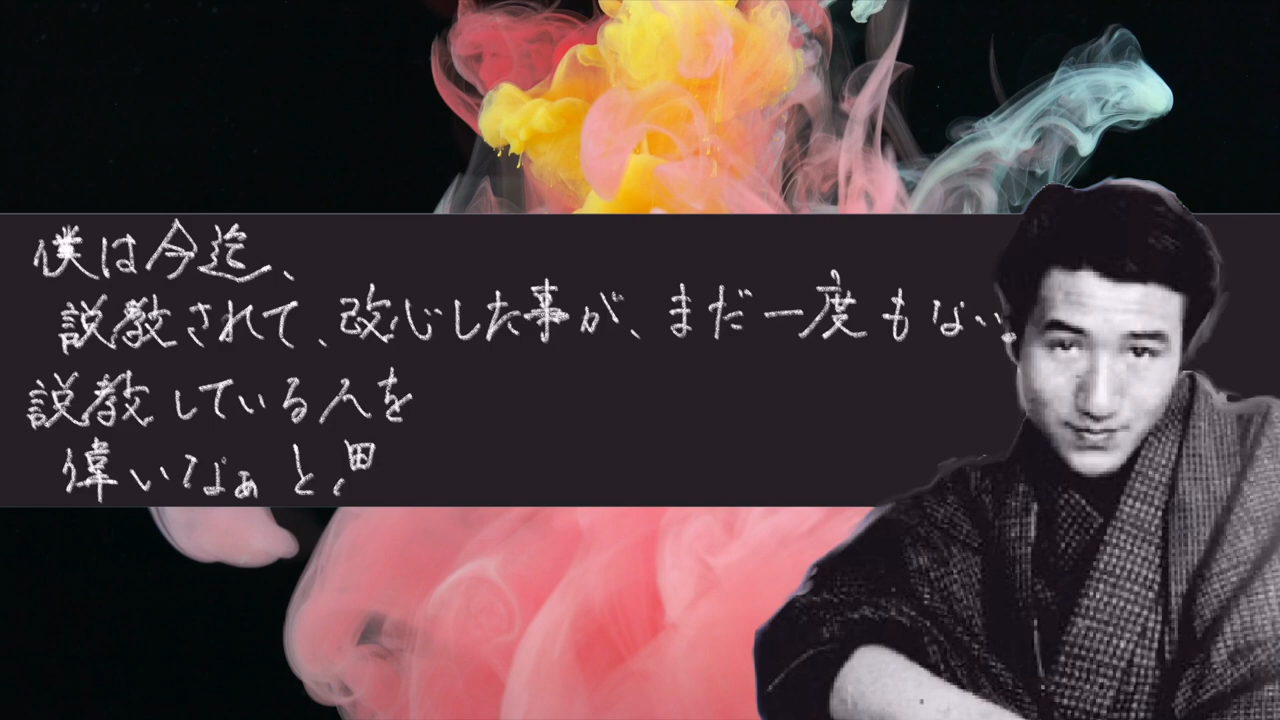 僕は今迄、
説教されて、改心した事が、まだ一度もない。
説教している人を
偉いなぁと